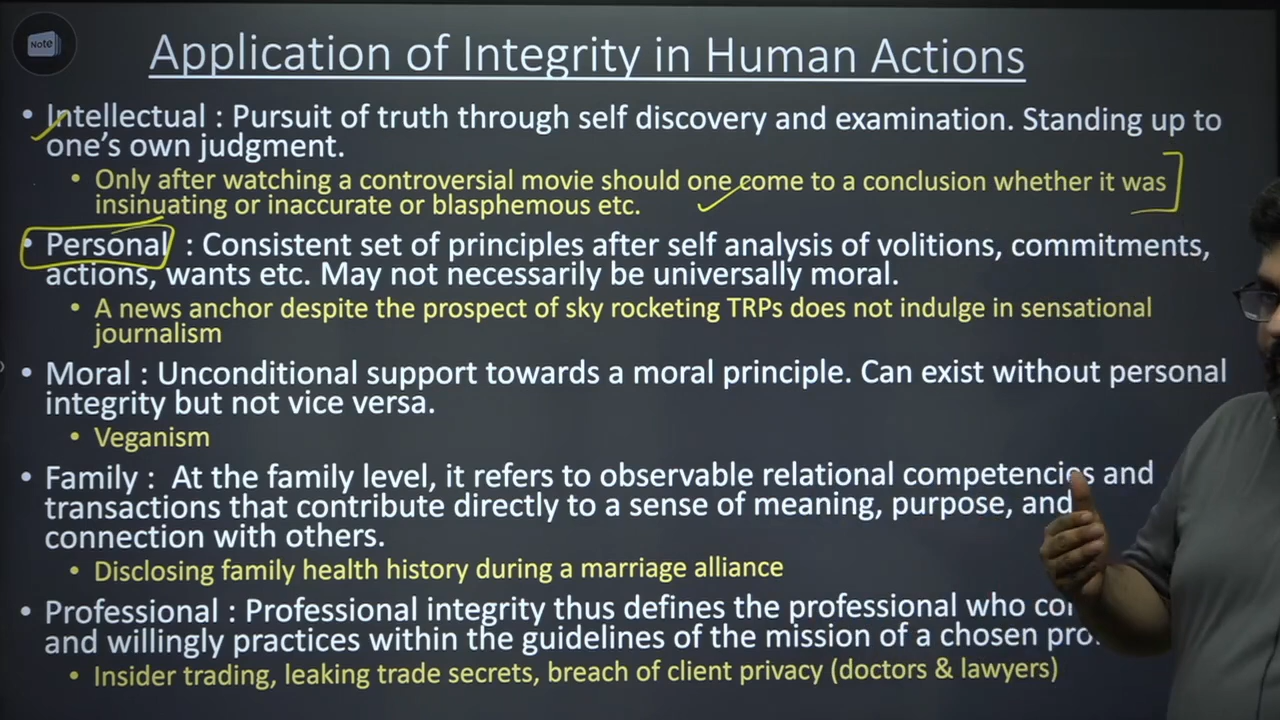 Note
Application of Integrity in Human Actions
• Intellectual : Pursuit of truth through self discovery and examination. Standing up to
one's own judgment.
• Only after watching a controversial movie should one come to a conclusion whether it was
insinuating or inaccurate or blasphemous etc.
• Personal : Consistent set of principles after self analysis of volitions, commitments,
actions, wants etc. May not necessarily be universally moral.
• A news anchor despite the prospect of sky rocketing TRPs does not indulge in sensational
journalism
• Moral : Unconditional support towards a moral principle. Can exist without personal
integrity but not vice versa.
• Veganism
• Family : At the family level, it refers to observable relational competencies and
transactions that contribute directly to a sense of meaning, purpose, and
connection with others.
• Disclosing family health history during a marriage alliance
• Professional : Professional integrity thus defines the professional who
and willingly practices within the guidelines of the mission of a chosen
• Insider trading, leaking trade secrets, breach of client privacy (doctors & lawyers)